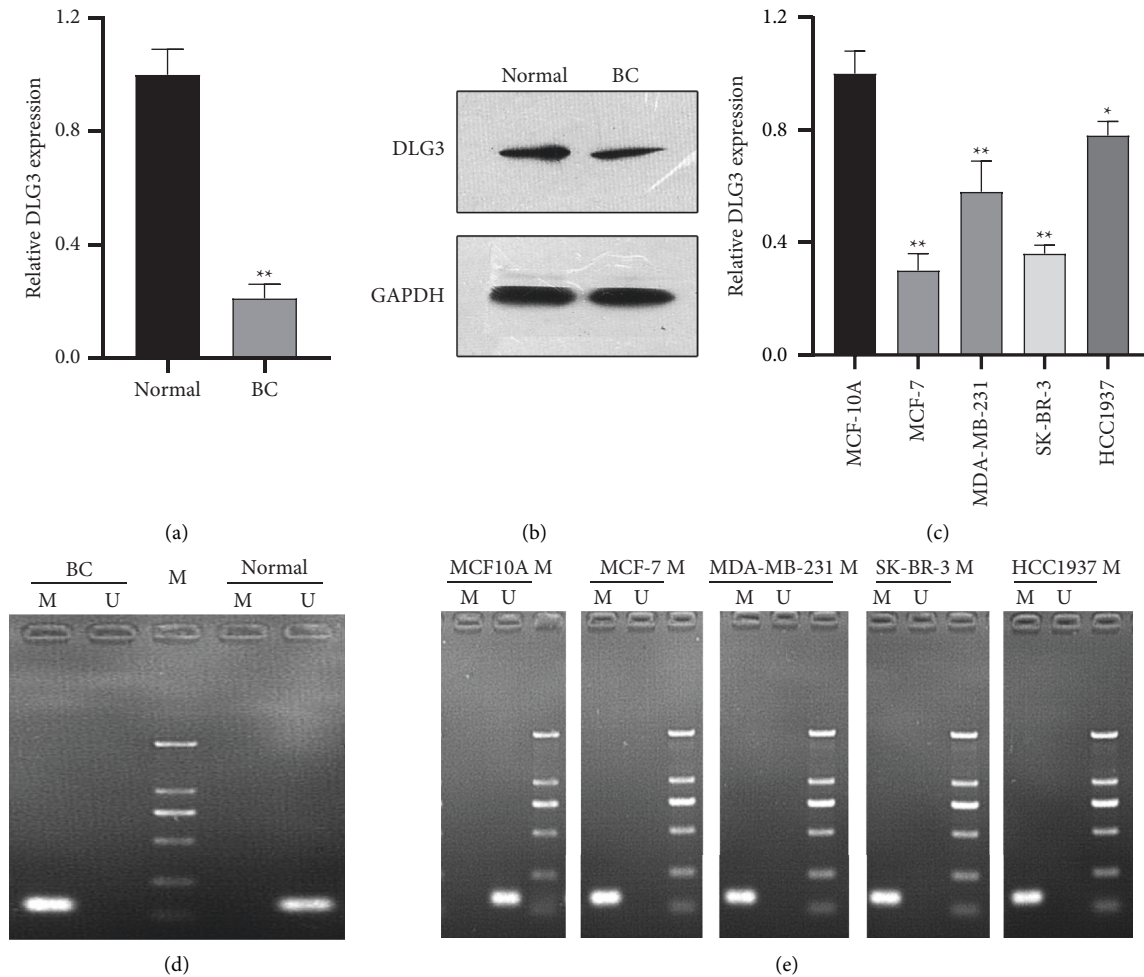 Relative DLG3 expression
1.2
0.8
0.4
0.0
**
Normal
BC
(a)
Normal BC
DLG3
GAPDH
(b)
Relative DLG3 expression
1.2
0.8
0.4
0.0
**
**
**
*
MCF-10A
MCF-7
MDA-MB-231
SK-BR-3
HCC1937
(c)
BC M Normal
M U M U
(d)
MCF10A M MCF-7 M MDA-MB-231 M SK-BR-3 M HCC1937 M
M U M U M U M U M U
(e)